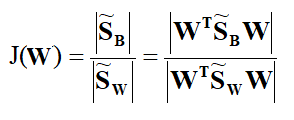 J(W) = |S̃_B| / |S̃_W| = |W^T S̃_B W| / |W^T S̃_W W|